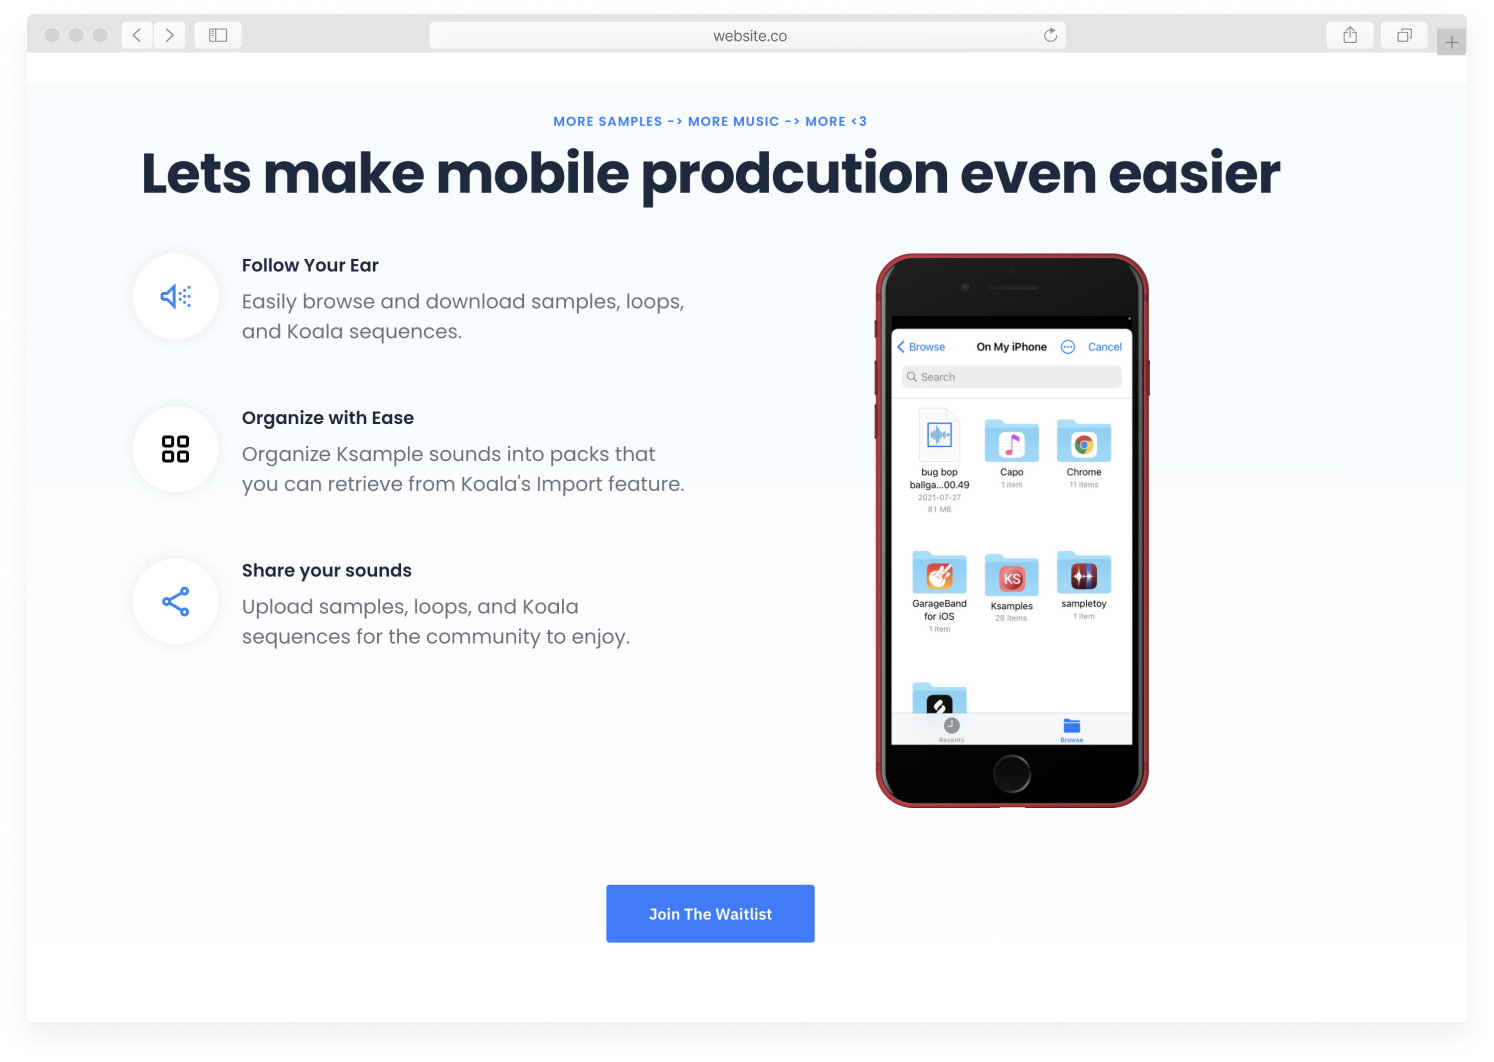 website.co
MORE SAMPLES -> MORE MUSIC -> MORE <3
Lets make mobile prodcution even easier
Follow Your Ear
Easily browse and download samples, loops,
and Koala sequences.
Organize with Ease
Organize Ksample sounds into packs that
you can retrieve from Koala's Import feature.
Share your sounds
Upload samples, loops, and Koala
sequences for the community to enjoy.
Browse On My iPhone Cancel
Search
bug bop
ballga...00.49
2021-07-27
81 MB
Capo
1 item
Chrome
11 items
GarageBand
for iOS
1 item
KS
Ksamples
28 items
sampletoy
1 item
Recents Browse
Join The Waitlist